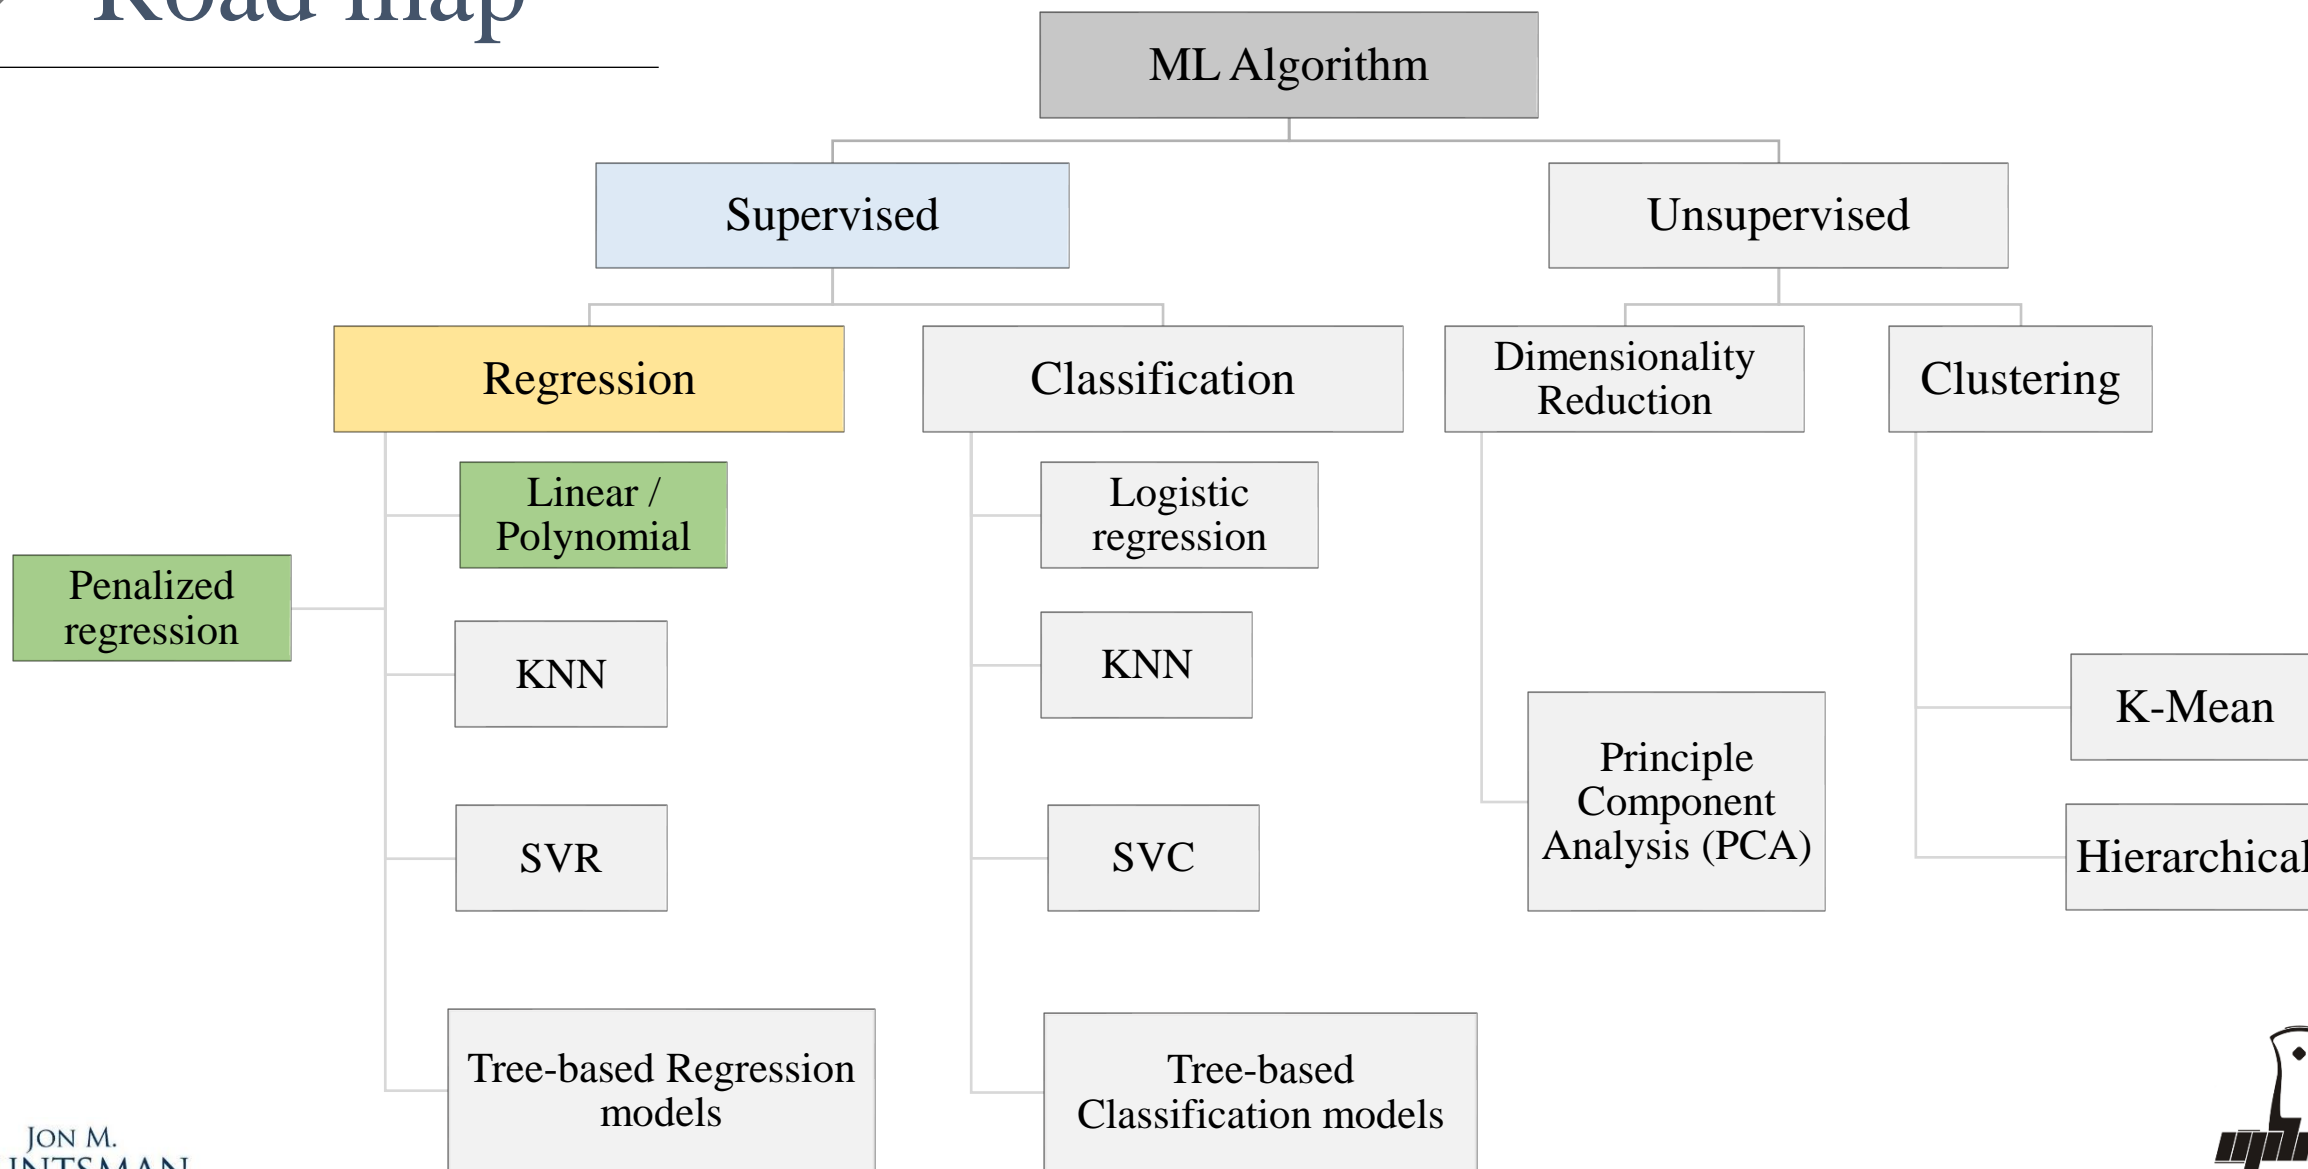 Road map
ML Algorithm
Supervised
Unsupervised
Regression
Classification
Dimensionality
Reduction
Clustering
Linear /
Polynomial
Logistic
regression
Penalized
regression
KNN
KNN
K-Mean
Principle
Component
Analysis (PCA)
SVR
SVC
Hierarchical
Tree-based Regression
models
Tree-based
Classification models
JON M.